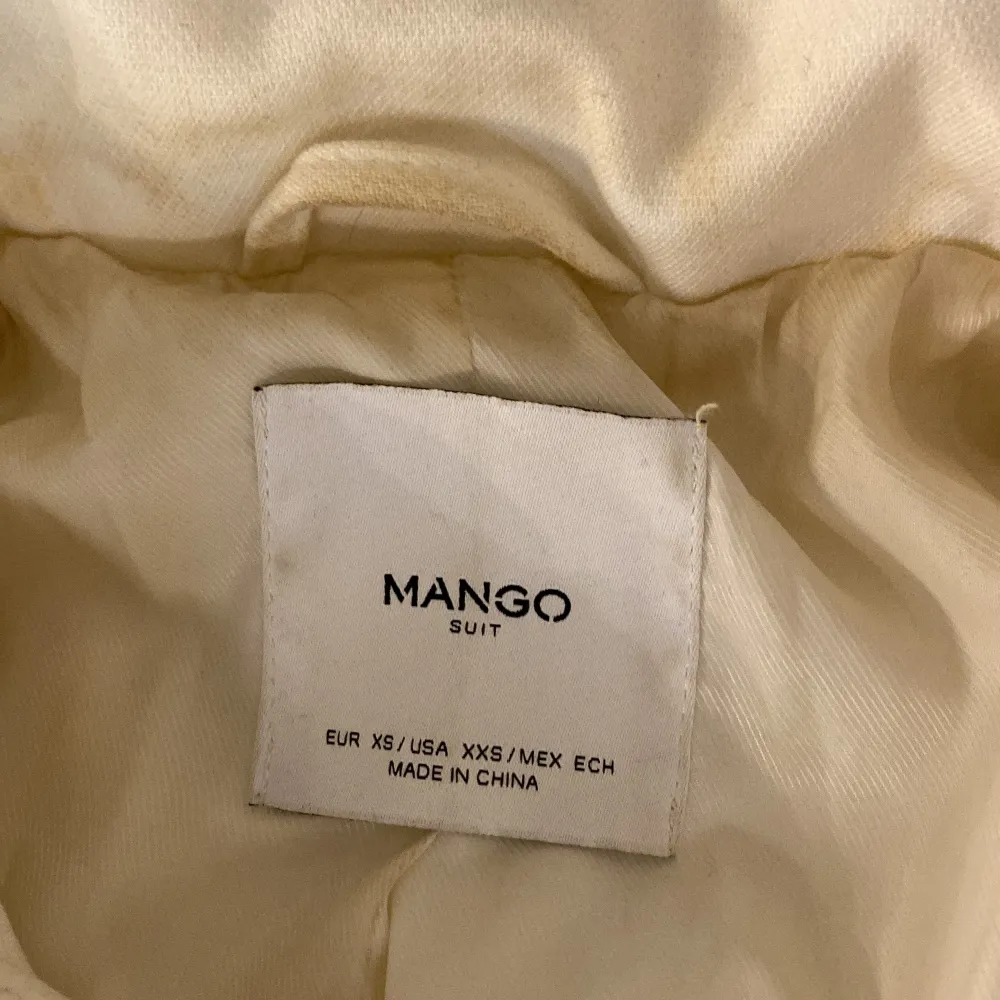 MANGO
SUIT
EUR XS / USA XXS / MEX ECH
MADE IN CHINA